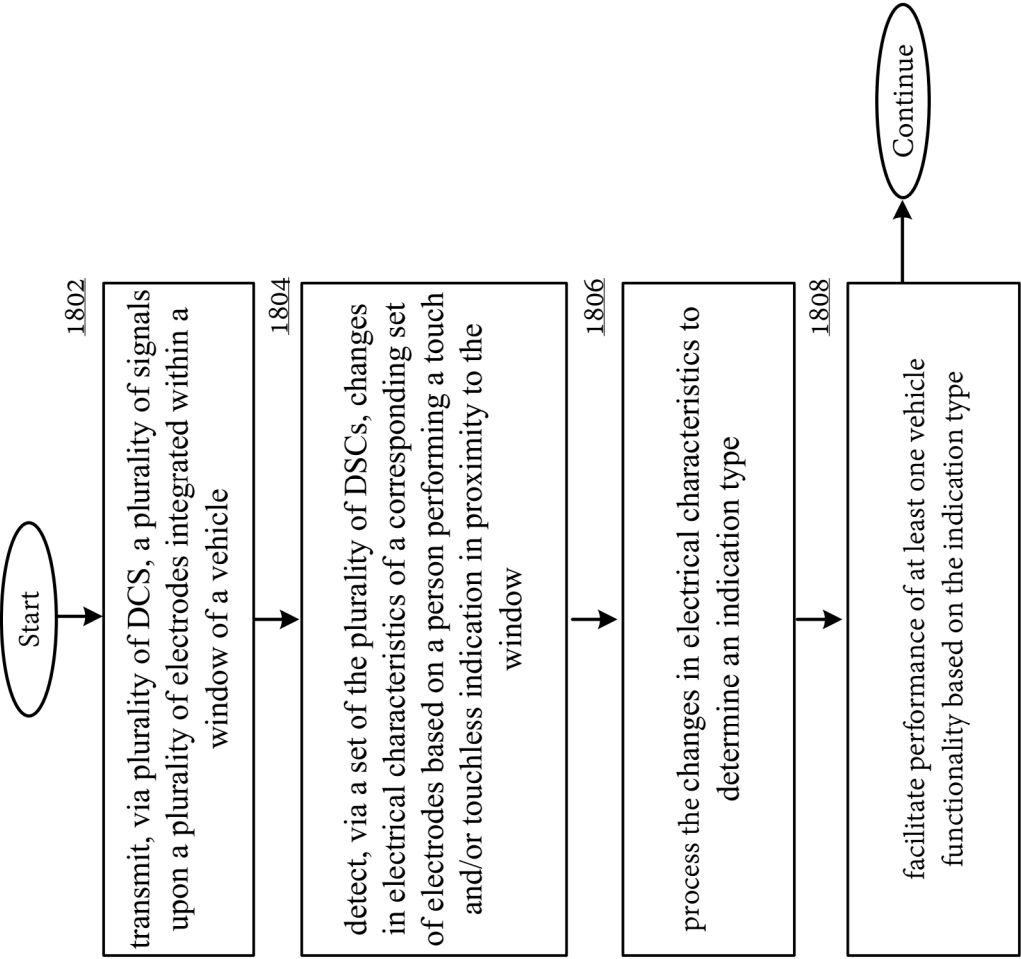 Start
1802
transmit, via plurality of DCS, a plurality of signals
upon a plurality of electrodes integrated within a
window of a vehicle
1804
detect, via a set of the plurality of DSCs, changes
in electrical characteristics of a corresponding set
of electrodes based on a person performing a touch
and/or touchless indication in proximity to the
window
1806
process the changes in electrical characteristics to
determine an indication type
1808
facilitate performance of at least one vehicle
functionality based on the indication type
Continue